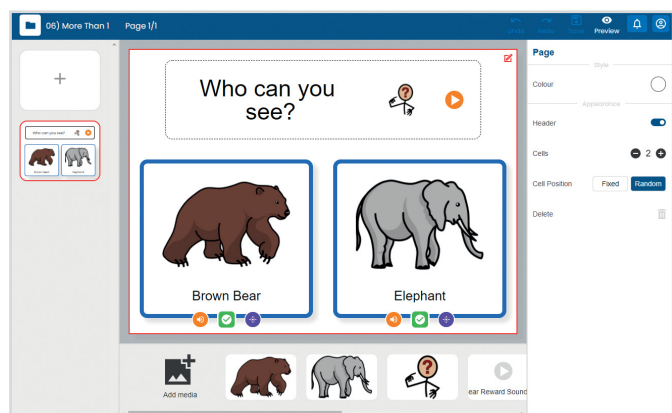 06) More Than 1 Page 1/1
Undo Redo Save Preview
Who can you see?
Brown Bear Elephant
Who can you
see?
Brown Bear
Elephant
Add media
ear Reward Sound
Page
Style
Colour
Appearance
Header
Cells 2
Cell Position Fixed Random
Delete